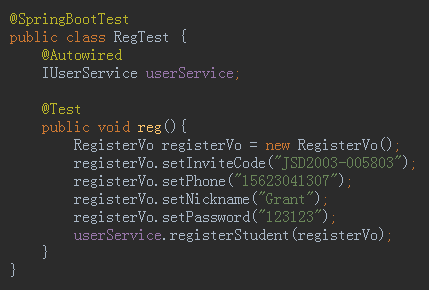 @SpringBootTest
public class RegTest {
    @Autowired
    IUserService userService;

    @Test
    public void reg(){
        RegisterVo registerVo = new RegisterVo();
        registerVo.setInviteCode("JSD2003-005803");
        registerVo.setPhone("15623041307");
        registerVo.setNickname("Grant");
        registerVo.setPassword("123123");
        userService.registerStudent(registerVo);
    }
}